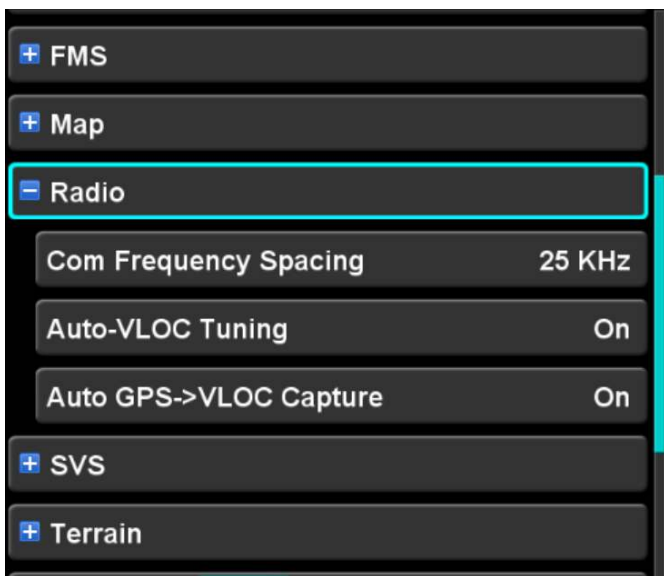 FMS
Map
Radio
Com Frequency Spacing 25 KHz
Auto-VLOC Tuning On
Auto GPS->VLOC Capture On
SVS
Terrain